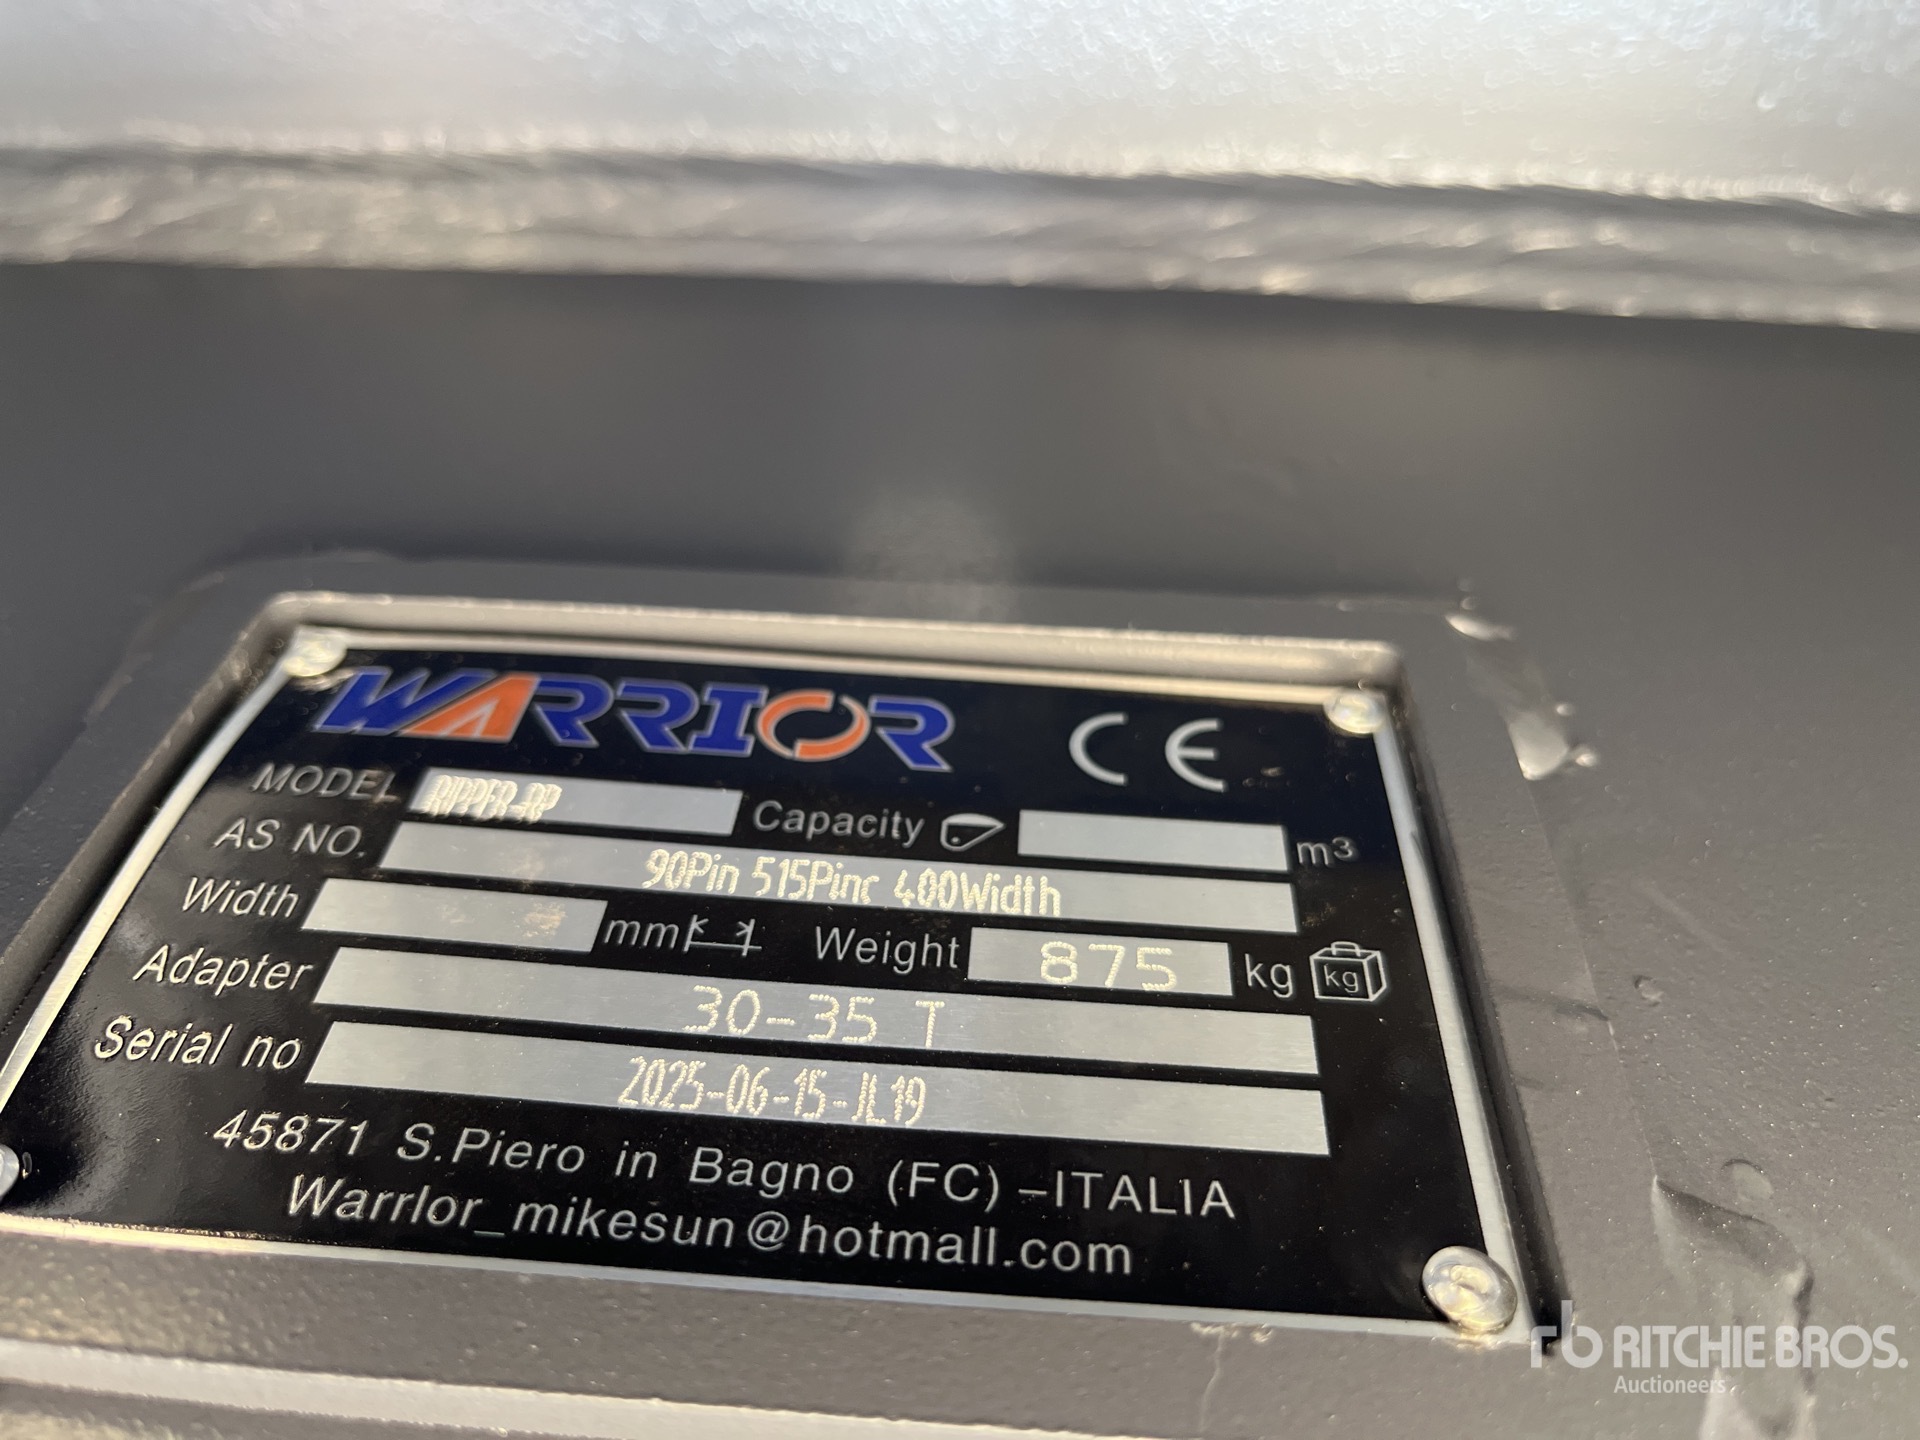 WARRIOR CE
MODEL RIPPER-RP Capacity m³
AS NO. 90Pin 515Pinc 400Width
Width mm Weight 875 kg kg
Adapter 30-35 T
Serial no 2025-06-15-JL19
45871 S.Piero in Bagno (FC)-ITALIA
Warrlor_mikesun@hotmall.com
rb RITCHIE BROS.
Auctioneers